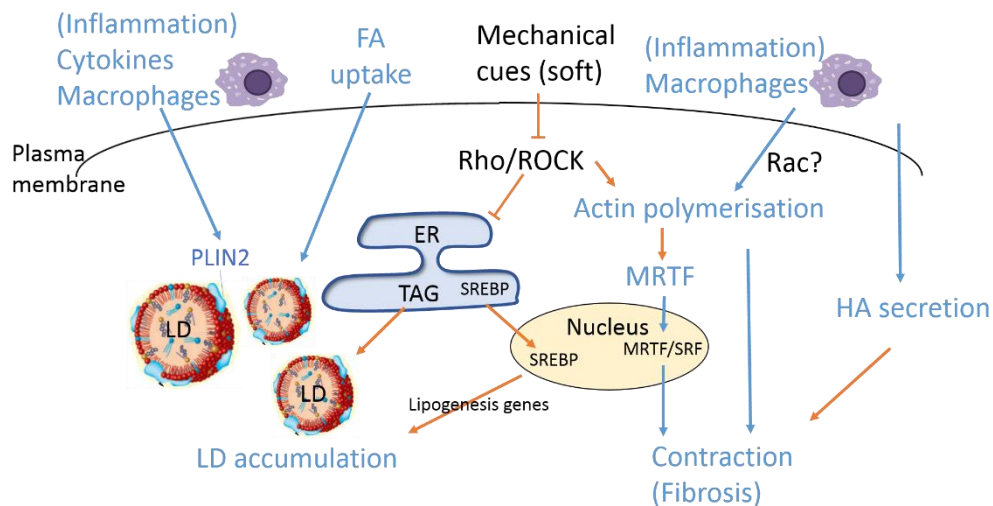 (Inflammation)
Cytokines
Macrophages
FA
uptake
Mechanical
cues (soft)
(Inflammation)
Macrophages
Plasma
membrane
Rho/ROCK
Rac?
Actin polymerisation
ER
PLIN2
TAG
SREBP
MRTF
LD
Nucleus
HA secretion
SREBP
MRTF/SRF
LD
Lipogenesis genes
LD accumulation
Contraction
(Fibrosis)